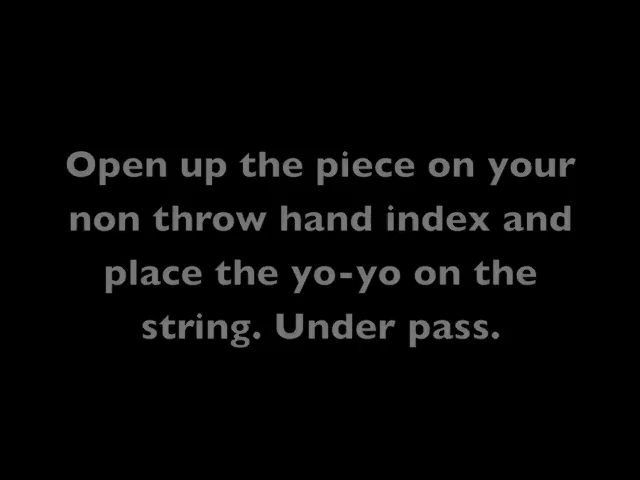 Open up the piece on your
non throw hand index and
place the yo-yo on the
string. Under pass.